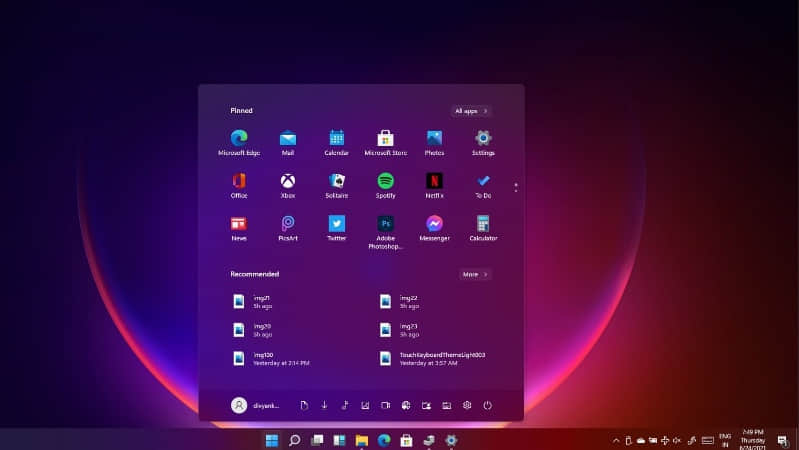 Pinned
All apps >
Microsoft Edge
Mail
Calendar
Microsoft Store
Photos
Settings
Office
Xbox
Solitaire
Spotify
Netflix
To Do
News
PicsArt
Twitter
Adobe
Photoshop...
Messenger
Calculator
Ps
Recommended
More >
img21
5h ago
img22
5h ago
img20
5h ago
img23
5h ago
img100
Yesterday at 2:14 PM
TouchKeyboardThemeLight003
Yesterday at 3:57 AM
divyank...
ENG
IN
7:49 PM
Thursday
6/24/2021